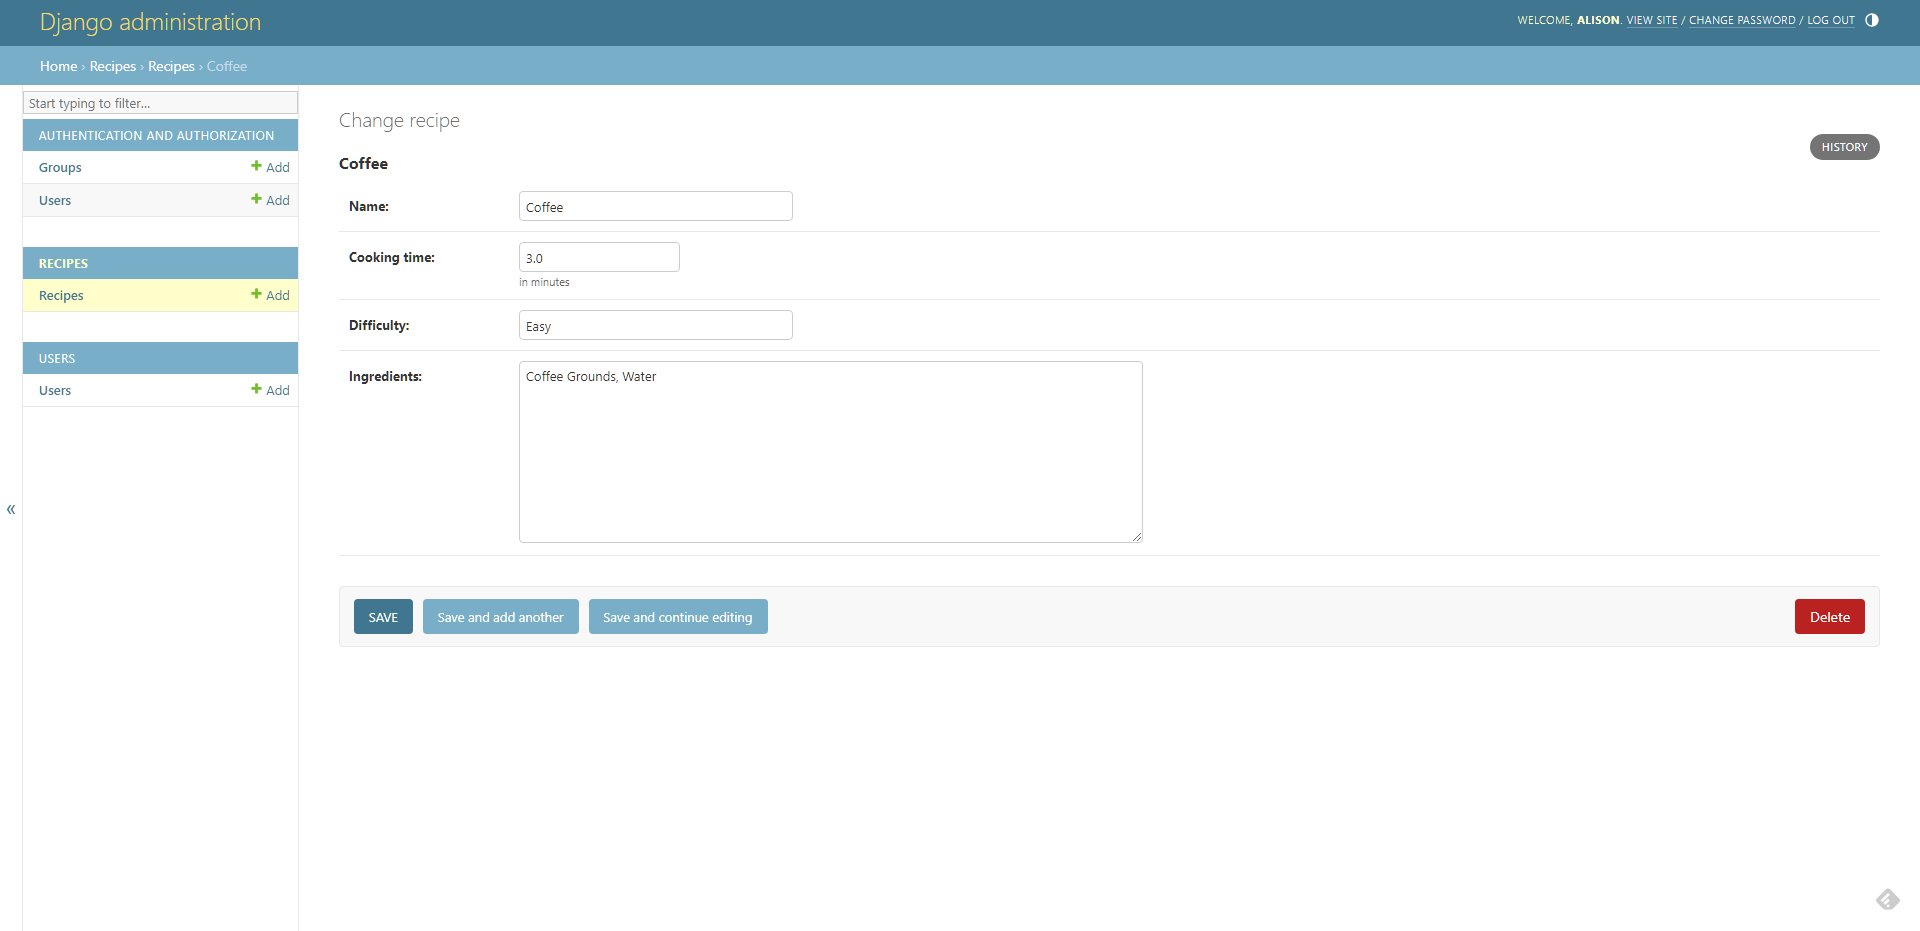 Django administration
WELCOME, ALISON. VIEW SITE / CHANGE PASSWORD / LOG OUT
Home › Recipes › Recipes › Coffee
Start typing to filter...
AUTHENTICATION AND AUTHORIZATION
Groups + Add
Users + Add
RECIPES
Recipes + Add
USERS
Users + Add
«
Change recipe
HISTORY
Coffee
Name: Coffee
Cooking time: 3.0
in minutes
Difficulty: Easy
Ingredients: Coffee Grounds, Water
SAVE Save and add another Save and continue editing Delete